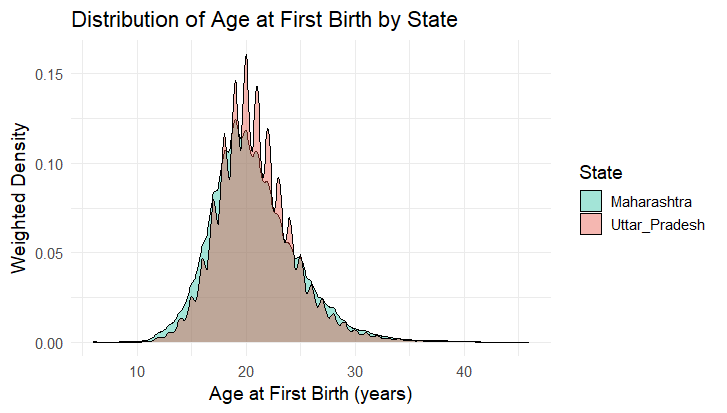 Distribution of Age at First Birth by State
Weighted Density
0.15
0.10
0.05
0.00
10
20
30
40
Age at First Birth (years)
State
Maharashtra
Uttar_Pradesh